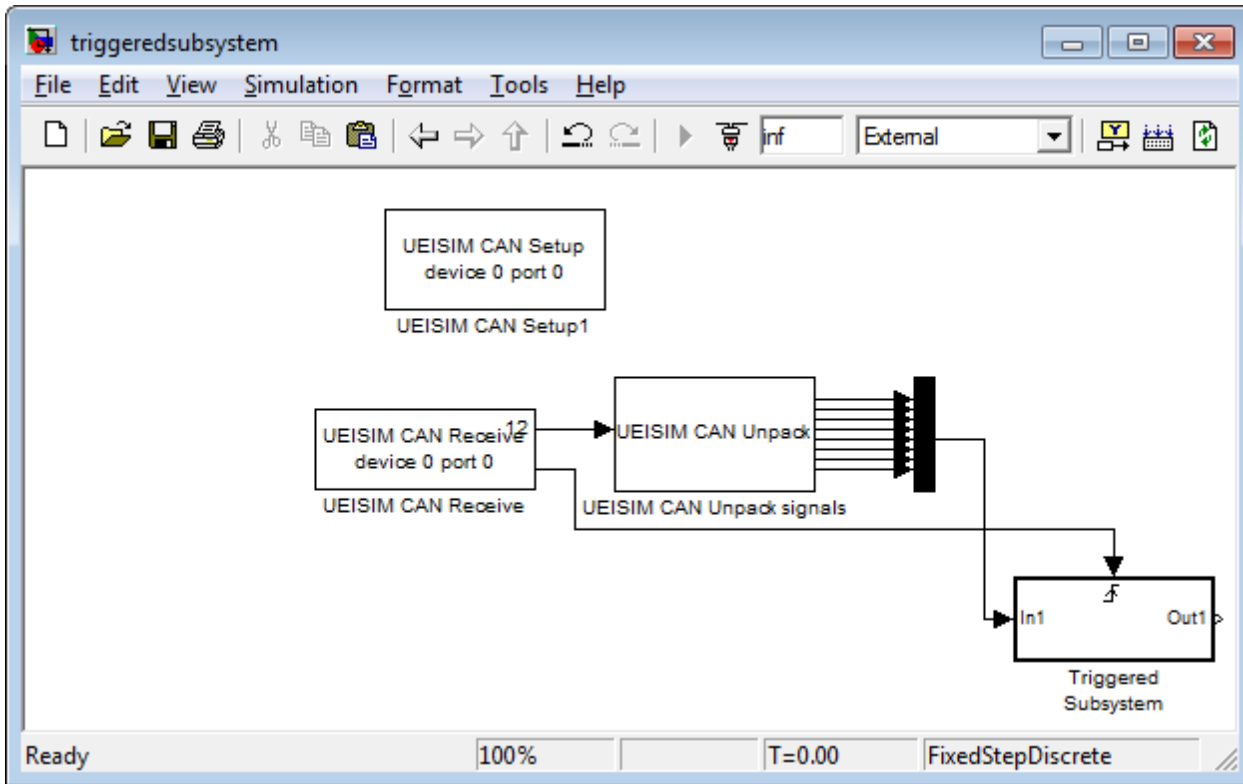 triggeredsubsystem
File Edit View Simulation Format Tools Help
inf External
UEISIM CAN Setup
device 0 port 0
UEISIM CAN Setup1
UEISIM CAN Receive
12
device 0 port 0
UEISIM CAN Receive
UEISIM CAN Unpack
UEISIM CAN Unpack signals
In1
Out1
Triggered
Subsystem
Ready 100% T=0.00 FixedStepDiscrete